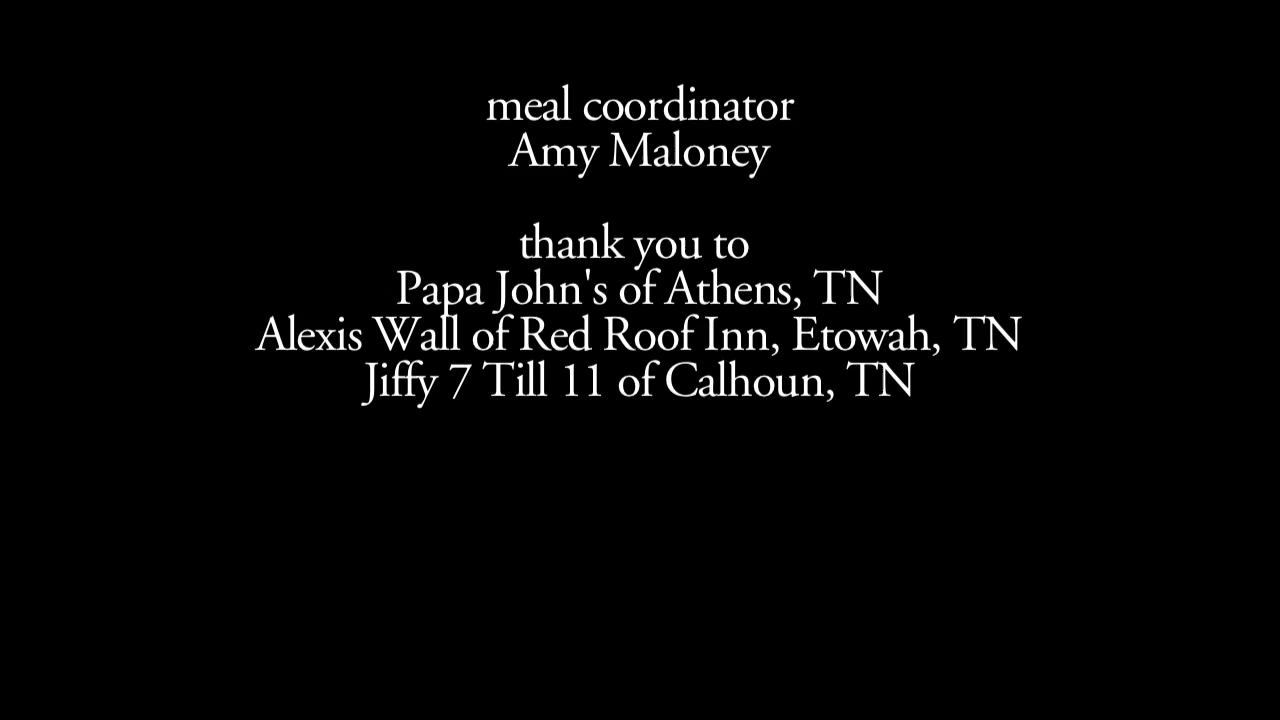 meal coordinator
Amy Maloney
thank you to
Papa John's of Athens, TN
Alexis Wall of Red Roof Inn, Etowah, TN
Jiffy 7 Till 11 of Calhoun, TN